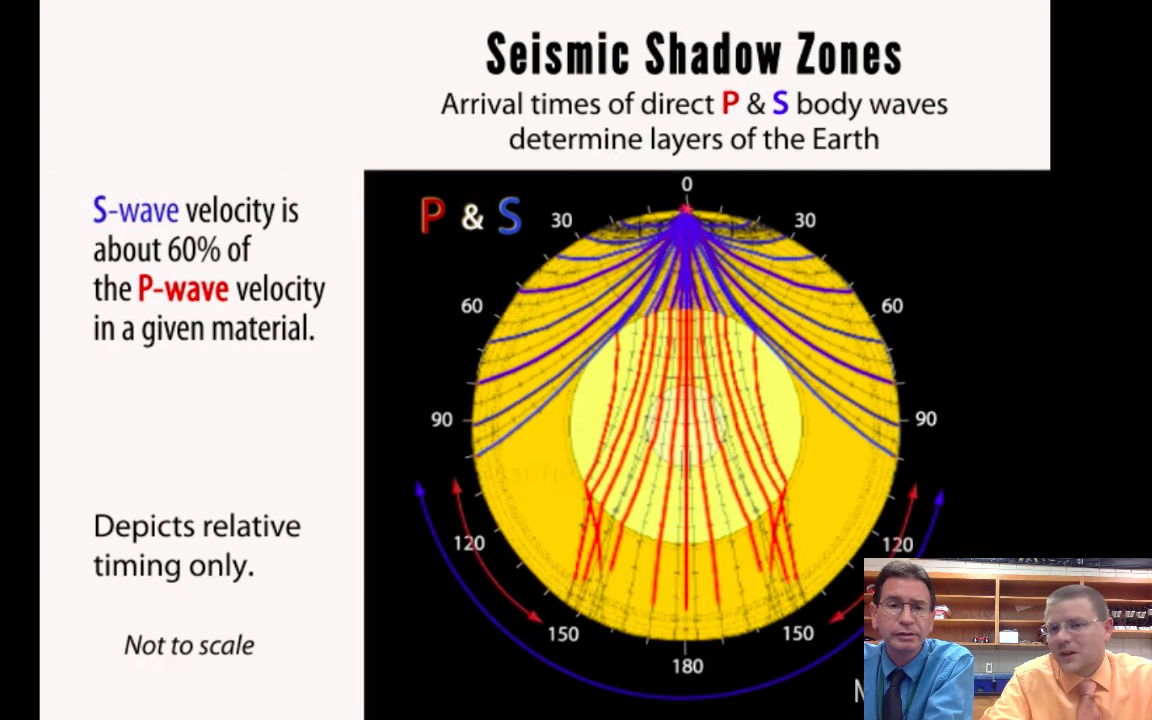 Seismic Shadow Zones
Arrival times of direct P & S body waves
determine layers of the Earth
S-wave velocity is
about 60% of
the P-wave velocity
in a given material.
P & S
0
30
30
60
60
90
90
120
120
150
150
180
Depicts relative
timing only.
Not to scale